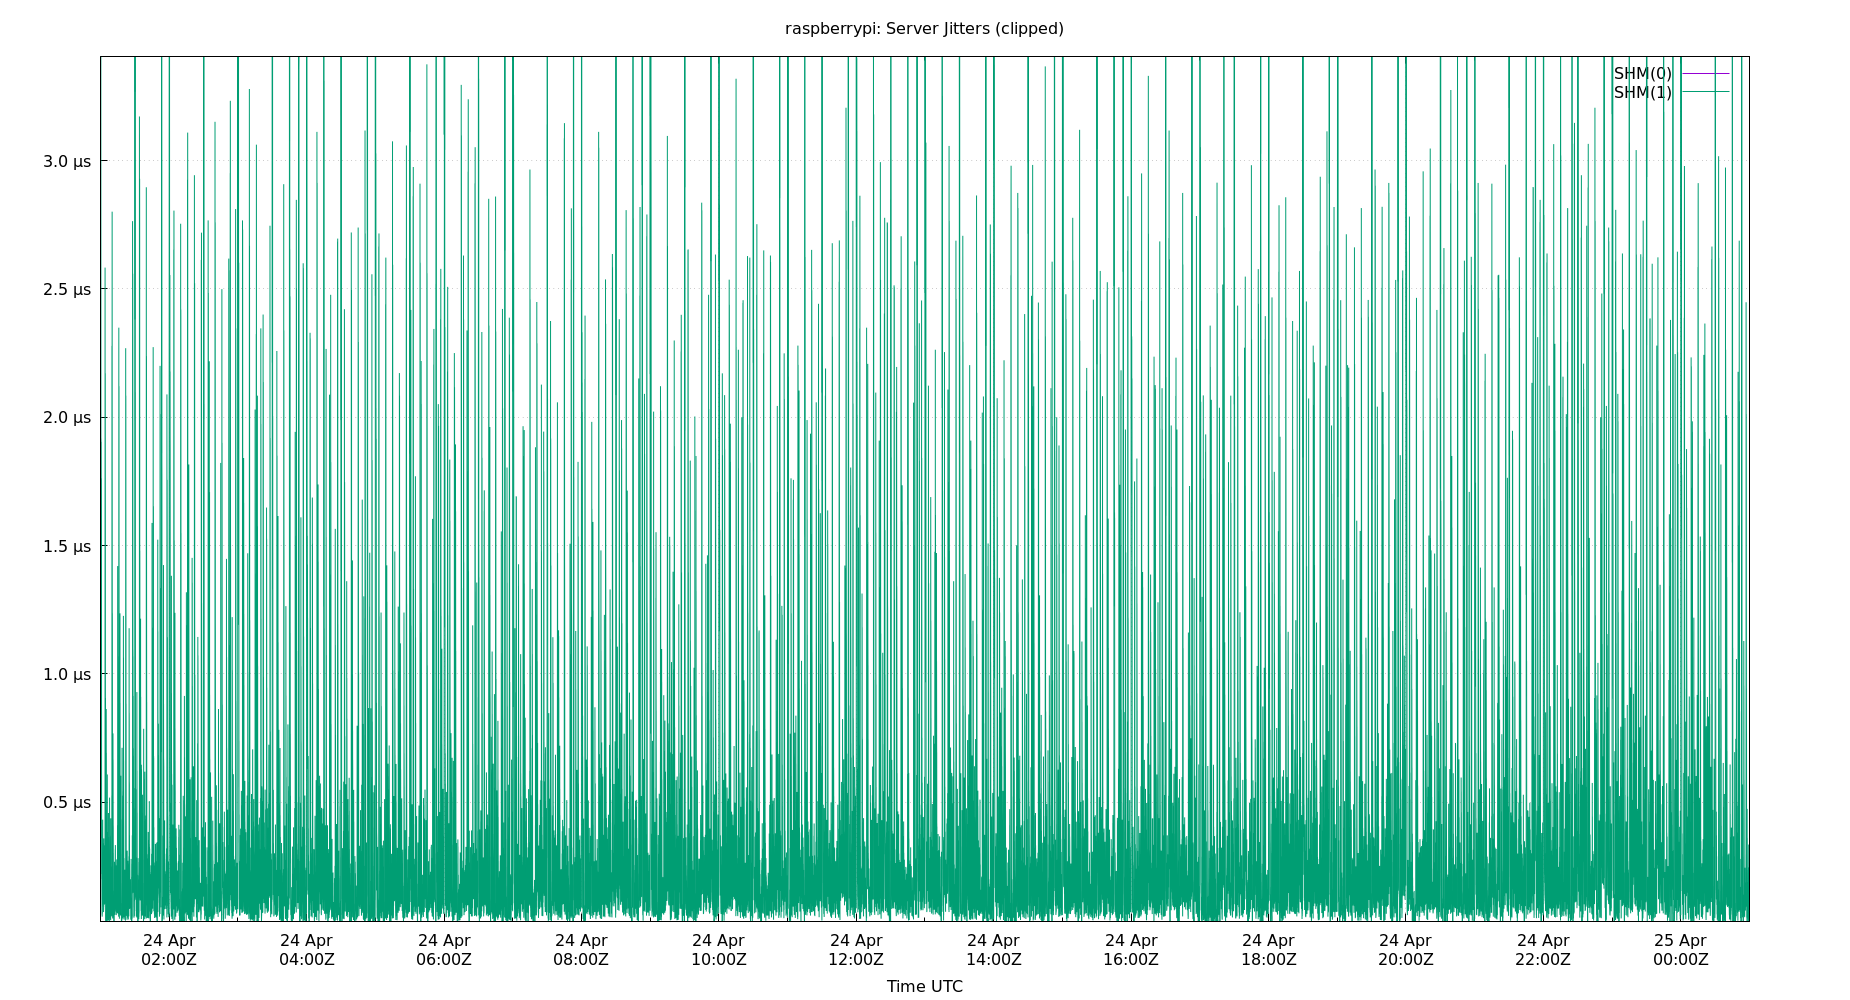 raspberrypi: Server Jitters (clipped)
SHM(0)
SHM(1)
3.0 µs
2.5 µs
2.0 µs
1.5 µs
1.0 µs
0.5 µs
24 Apr 24 Apr 24 Apr 24 Apr 24 Apr 24 Apr 24 Apr 24 Apr 24 Apr 24 Apr 24 Apr 25 Apr
02:00Z 04:00Z 06:00Z 08:00Z 10:00Z 12:00Z 14:00Z 16:00Z 18:00Z 20:00Z 22:00Z 00:00Z
Time UTC